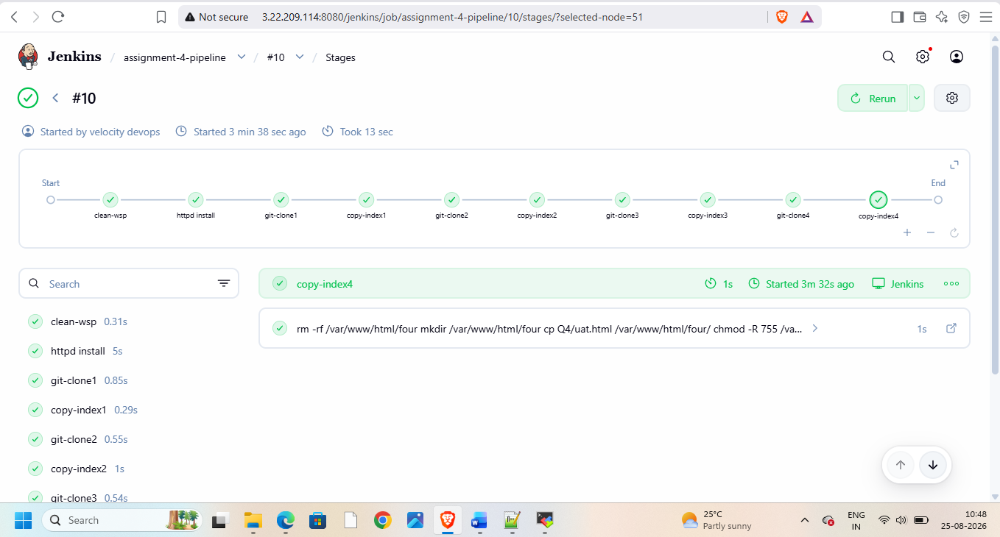 Not secure 3.22.209.114:8080/jenkins/job/assignment-4-pipeline/10/stages/?selected-node=51
Jenkins / assignment-4-pipeline / #10 / Stages
#10
Rerun
Started by velocity devops Started 3 min 38 sec ago Took 13 sec
Start End
clean-wsp httpd install git-clone1 copy-index1 git-clone2 copy-index2 git-clone3 copy-index3 git-clone4 copy-index4
Search
copy-index4 1s Started 3m 32s ago Jenkins
rm -rf /var/www/html/four mkdir /var/www/html/four cp Q4/uat.html /var/www/html/four/ chmod -R 755 /va... 1s
clean-wsp 0.31s
httpd install 5s
git-clone1 0.85s
copy-index1 0.29s
git-clone2 0.55s
copy-index2 1s
git-clone3 0.54s
Search
25°C
Partly sunny
ENG
IN
10:48
25-08-2026